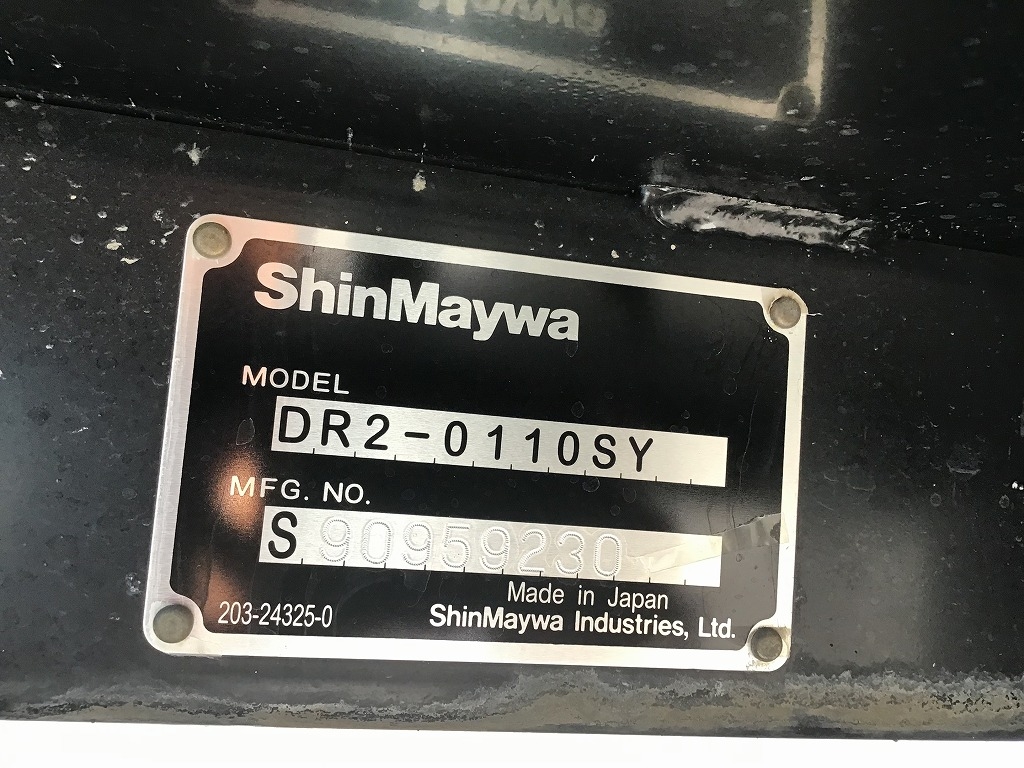 ShinMaywa
MODEL
DR2-0110SY
MFG. NO.
S 90959230
Made in Japan
203-24325-0 ShinMaywa Industries, Ltd.